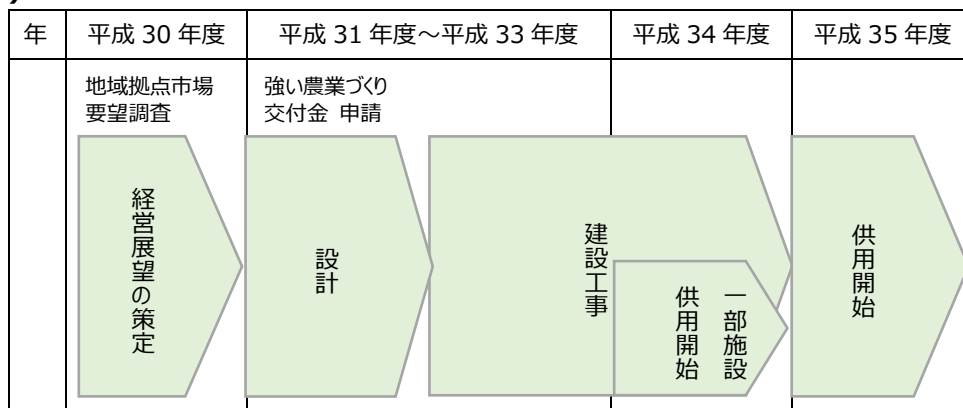 年
平成 30 年度
平成 31 年度～平成 33 年度
平成 34 年度
平成 35 年度
地域拠点市場
要望調査
強い農業づくり
交付金 申請
経営展望の策定
設計
建設工事
一部施設
供用開始
供用開始